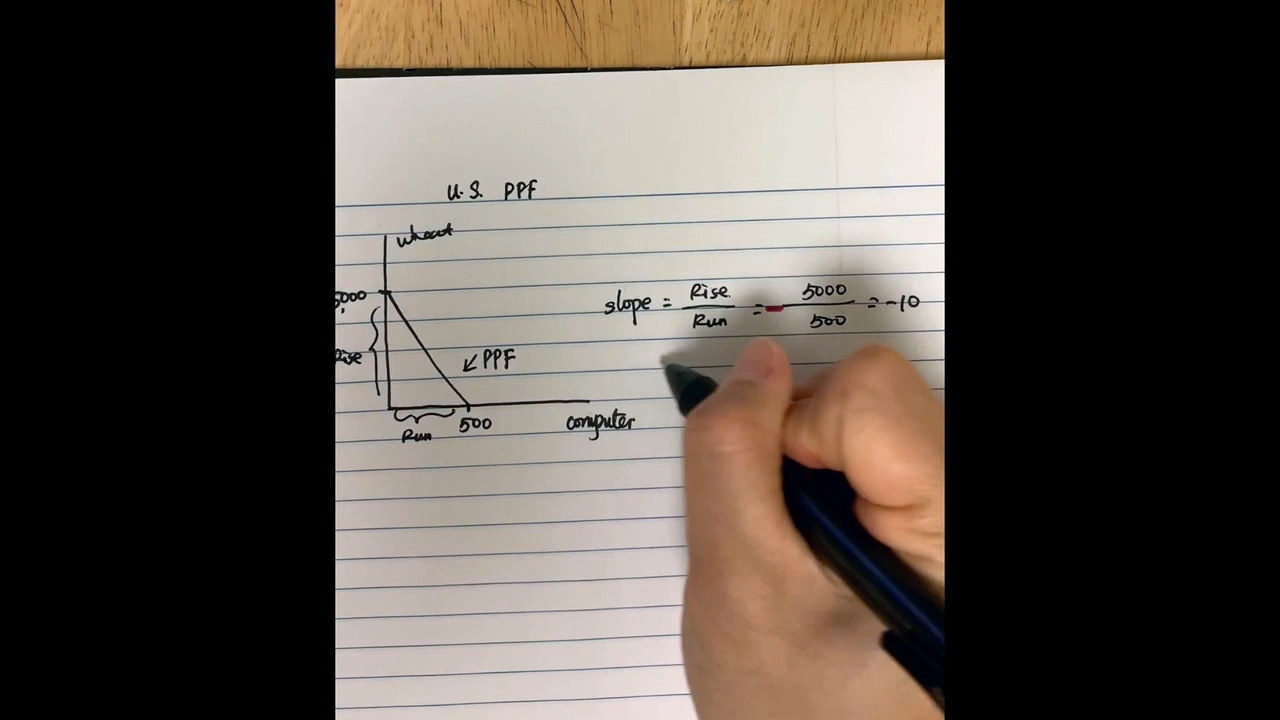 U.S. PPF
wheat
5000
slope = Rise / Run = - 5000 / 500 = -10
Rise
PPF
Run
500
computer